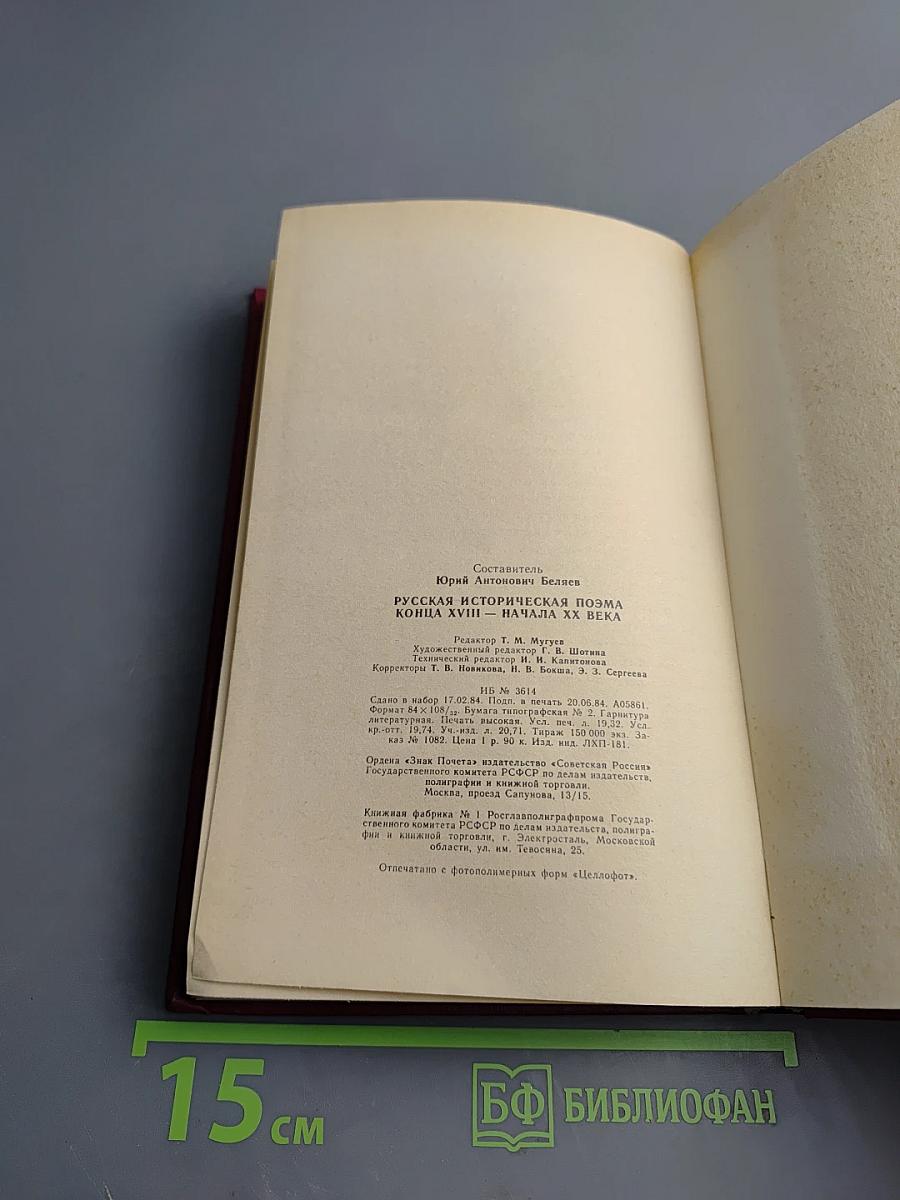 Составитель
Юрий Антонович Беляев
РУССКАЯ ИСТОРИЧЕСКАЯ ПОЭМА
КОНЦА XVIII — НАЧАЛА XX ВЕКА
Редактор Т. М. Мугуев
Художественный редактор Г. В. Шотина
Технический редактор И. И. Капитонова
Корректоры Т. В. Новикова, Н. В. Бокша, Э. З. Сергеева
ИБ № 3614
Сдано в набор 17.02.84. Подп. в печать 20.06.84. А05861.
Формат 84×108/32. Бумага типографская № 2. Гарнитура
литературная. Печать высокая. Усл. печ. л. 19,32. Усл.
кр.-отт. 19,74. Уч.-изд. л. 20,71. Тираж 150 000 экз. За-
каз № 1082. Цена 1 р. 90 к. Изд. инд. ЛХП-181.
Ордена «Знак Почета» издательство «Советская Россия»
Государственного комитета РСФСР по делам издательств,
полиграфии и книжной торговли.
Москва, проезд Сапунова, 13/15.
Книжная фабрика № 1 Росглавполиграфпрома Государ-
ственного комитета РСФСР по делам издательств, полигра-
фии и книжной торговли, г. Электросталь, Московской
области, ул. им. Тевосяна, 25.
Отпечатано с фотополимерных форм «Целлофот».
15 см
БФ БИБЛИОФАН